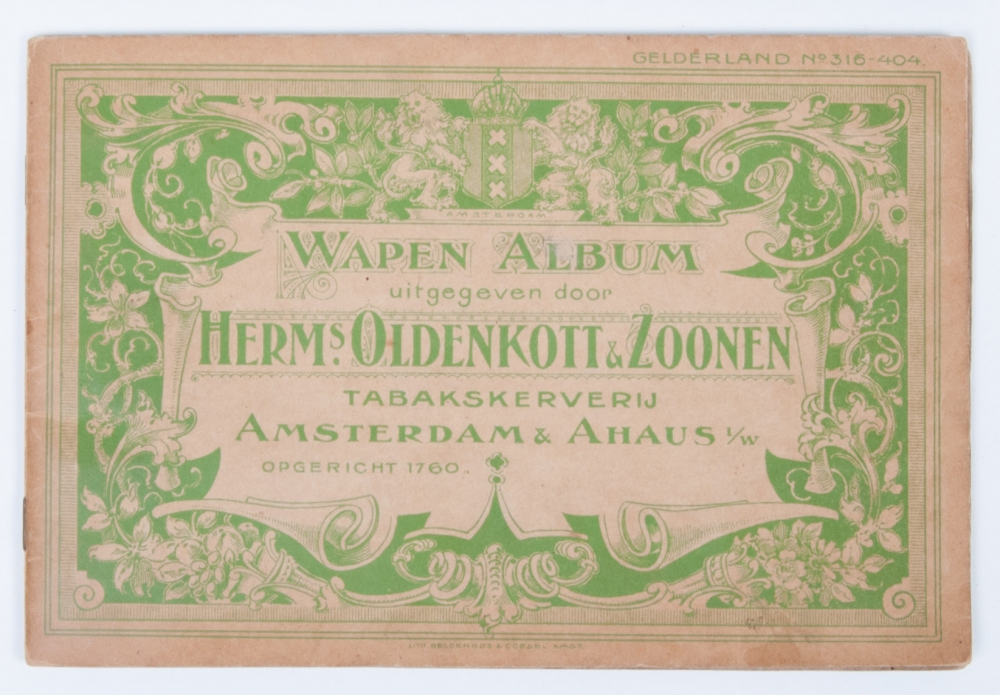 GELDERLAND Nº 316-404.
AMSTERDAM
WAPEN ALBUM
uitgegeven door
HERMS. OLDENKOTT & ZOONEN
TABAKSKERVERIJ
AMSTERDAM & AHAUS I/W
OPGERICHT 1760.